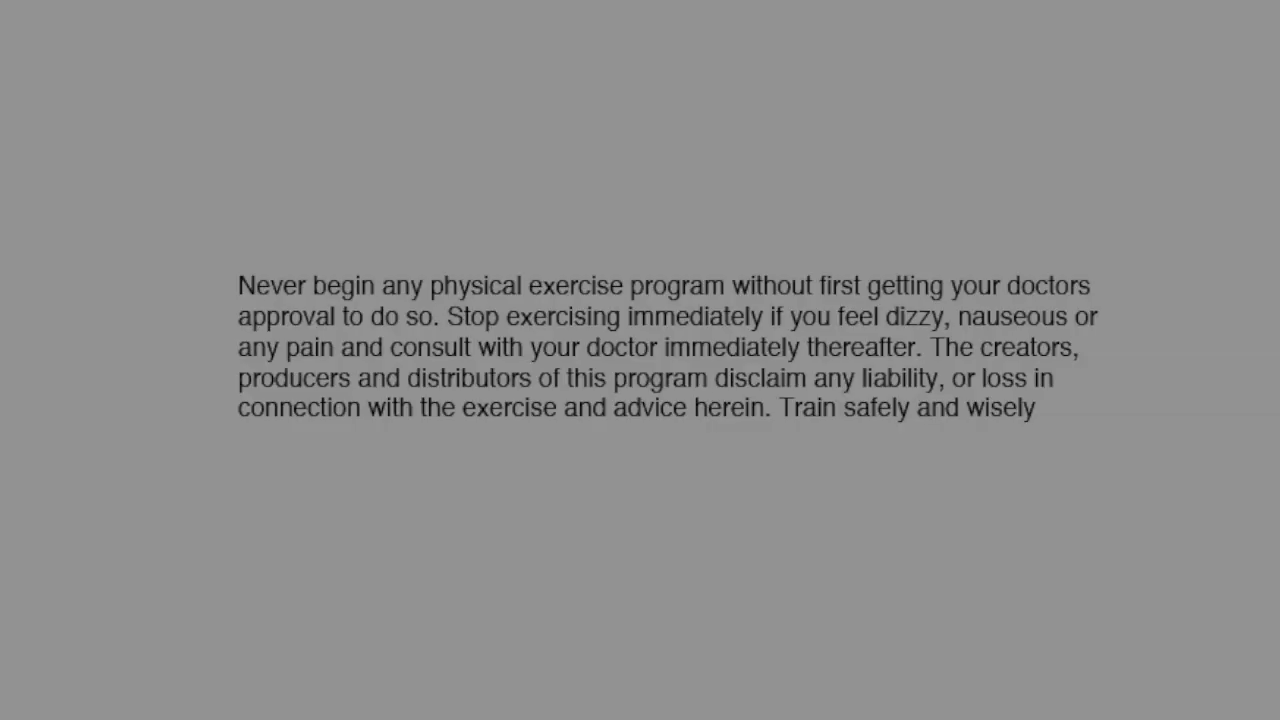 Never begin any physical exercise program without first getting your doctors
approval to do so. Stop exercising immediately if you feel dizzy, nauseous or
any pain and consult with your doctor immediately thereafter. The creators,
producers and distributors of this program disclaim any liability, or loss in
connection with the exercise and advice herein. Train safely and wisely